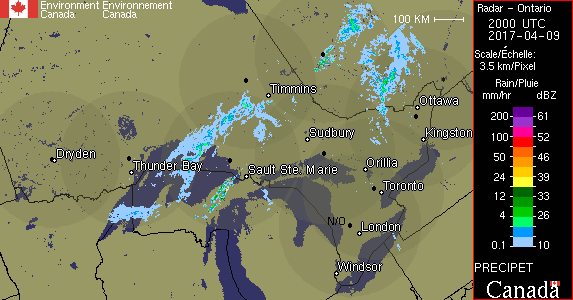 Environment Environnement
Canada Canada
100 KM
Timmins
Ottawa
Sudbury
Kingston
Dryden
Thunder Bay
Sault Ste. Marie
Orillia
Toronto
N/O
London
Windsor
Radar - Ontario
2000 UTC
2017-04-09
Scale/Échelle:
3.5 km/Pixel
Rain/Pluie
mm/hr dBZ
200 61
100 52
50 46
24 39
12 33
4 26
0.1 10
PRECIPET
Canada